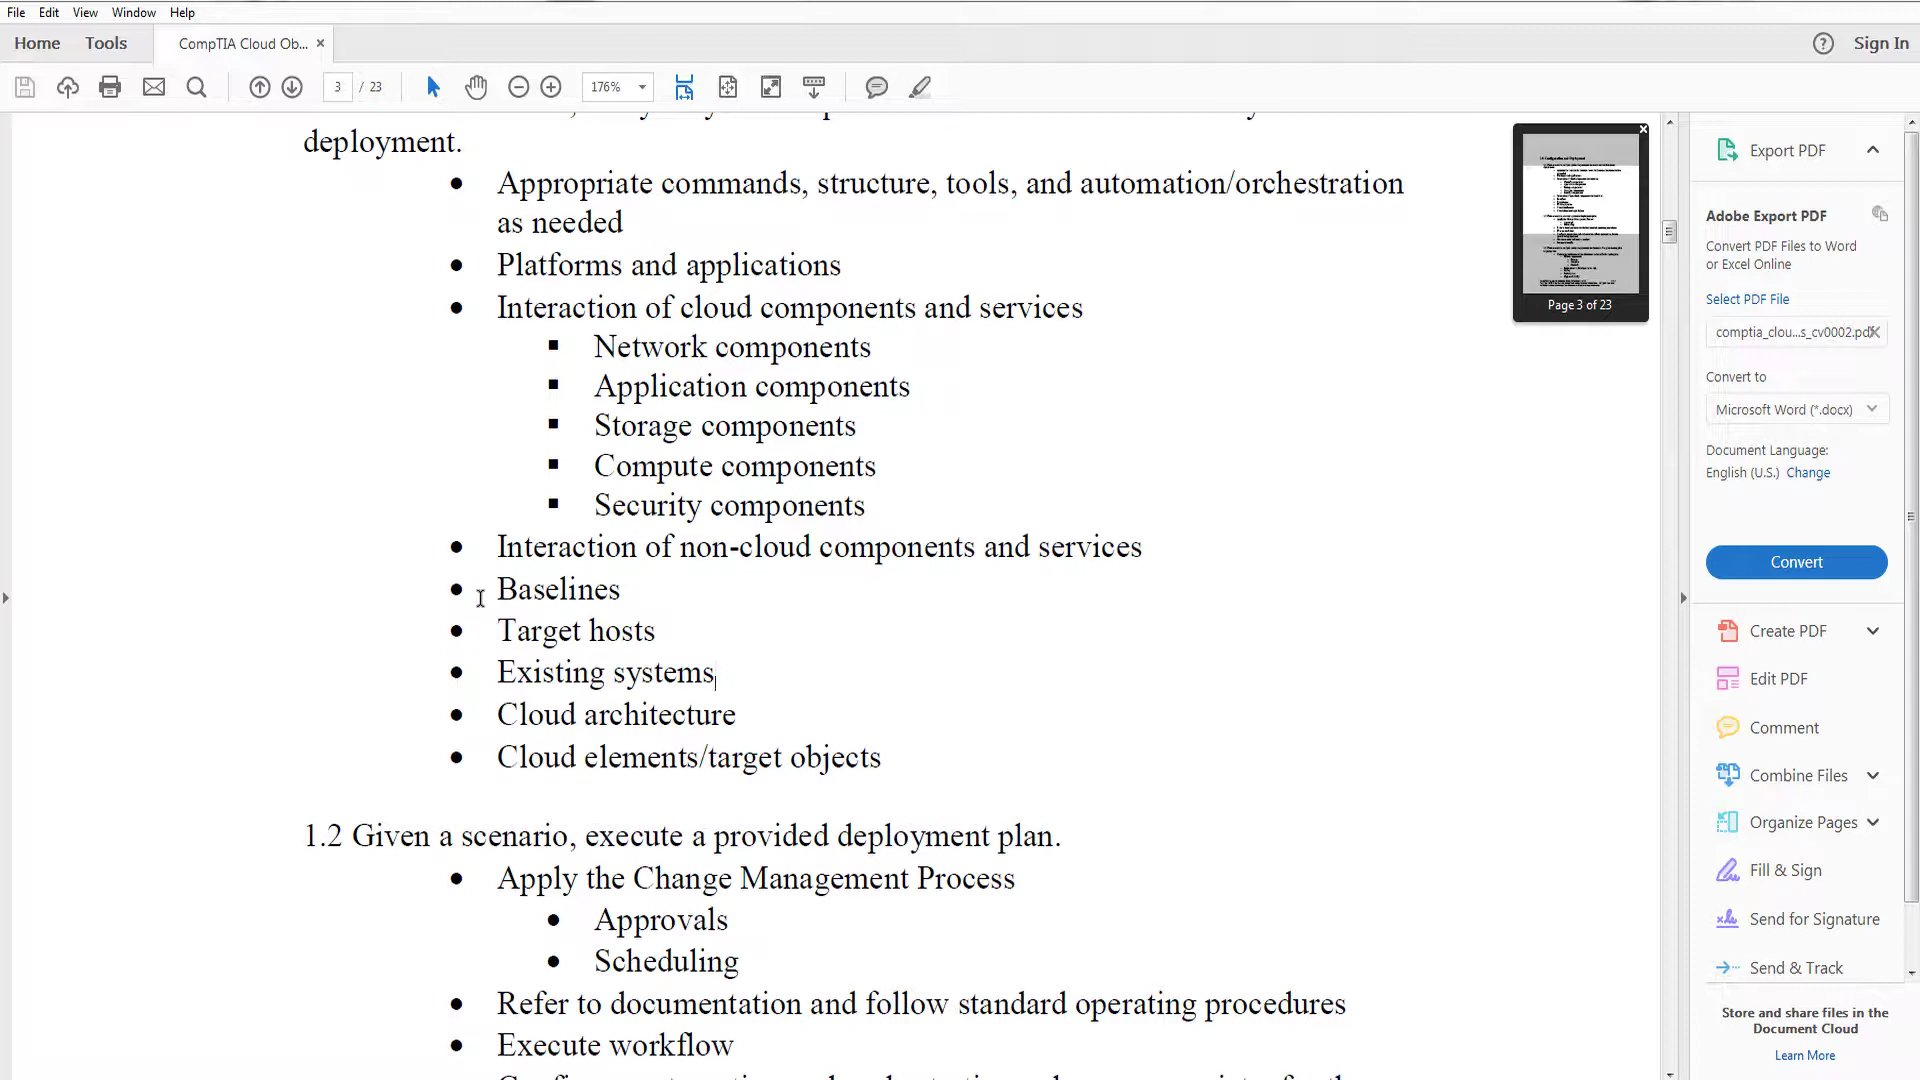 File Edit View Window Help
Home Tools CompTIA Cloud Ob... × Sign In
3 / 23 176%
deployment.
• Appropriate commands, structure, tools, and automation/orchestration
as needed
• Platforms and applications
• Interaction of cloud components and services
▪ Network components
▪ Application components
▪ Storage components
▪ Compute components
▪ Security components
• Interaction of non-cloud components and services
• Baselines
• Target hosts
• Existing systems
• Cloud architecture
• Cloud elements/target objects
1.2 Given a scenario, execute a provided deployment plan.
• Apply the Change Management Process
• Approvals
• Scheduling
• Refer to documentation and follow standard operating procedures
• Execute workflow
Page 3 of 23
Export PDF
Adobe Export PDF
Convert PDF Files to Word
or Excel Online
Select PDF File
comptia_clou...s_cv0002.pdf
Convert to
Microsoft Word (*.docx)
Document Language:
English (U.S.) Change
Convert
Create PDF
Edit PDF
Comment
Combine Files
Organize Pages
Fill & Sign
Send for Signature
Send & Track
Store and share files in the
Document Cloud
Learn More